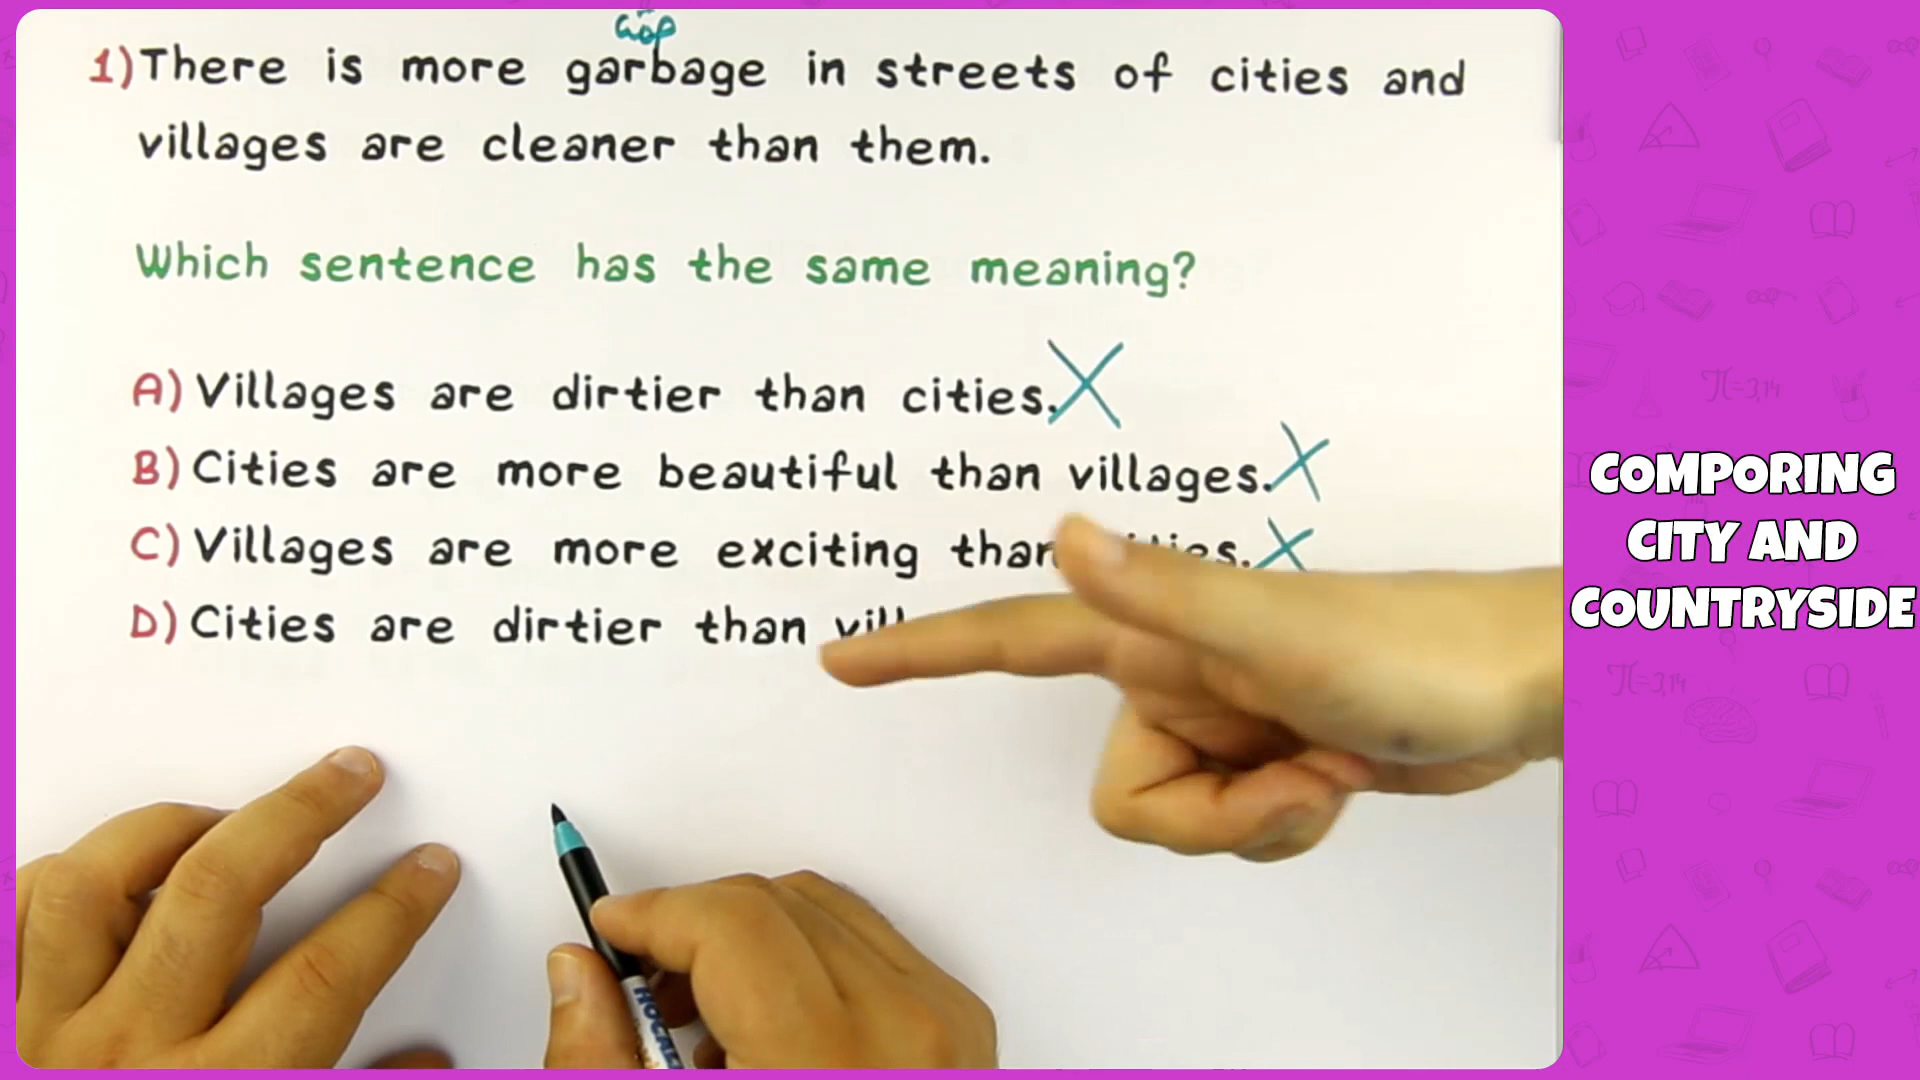 çöp
1) There is more garbage in streets of cities and
villages are cleaner than them.
Which sentence has the same meaning?
A) Villages are dirtier than cities.
B) Cities are more beautiful than villages.
C) Villages are more exciting than
D) Cities are dirtier than
COMPORING
CITY AND
COUNTRYSIDE